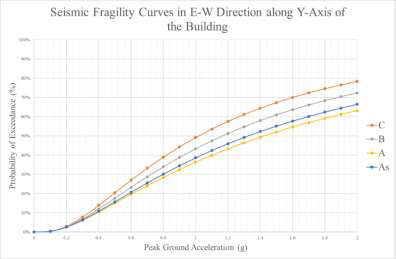 Seismic Fragility Curves in E-W Direction along Y-Axis of
the Building
Probability of Exceedance (%)
100%
90%
80%
70%
60%
50%
40%
30%
20%
10%
0%
0 0.2 0.4 0.6 0.8 1 1.2 1.4 1.6 1.8 2
Peak Ground Acceleration (g)
C
B
A
As